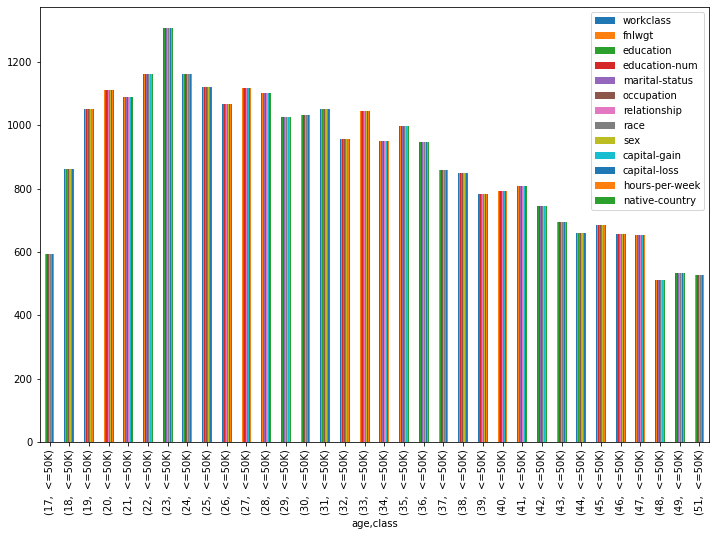 1200
1000
800
600
400
200
0
workclass
fnlwgt
education
education-num
marital-status
occupation
relationship
race
sex
capital-gain
capital-loss
hours-per-week
native-country
(17, <=50K)
(18, <=50K)
(19, <=50K)
(20, <=50K)
(21, <=50K)
(22, <=50K)
(23, <=50K)
(24, <=50K)
(25, <=50K)
(26, <=50K)
(27, <=50K)
(28, <=50K)
(29, <=50K)
(30, <=50K)
(31, <=50K)
(32, <=50K)
(33, <=50K)
(34, <=50K)
(35, <=50K)
(36, <=50K)
(37, <=50K)
(38, <=50K)
(39, <=50K)
(40, <=50K)
(41, <=50K)
(42, <=50K)
(43, <=50K)
(44, <=50K)
(45, <=50K)
(46, <=50K)
(47, <=50K)
(48, <=50K)
(49, <=50K)
(51, <=50K)
age,class